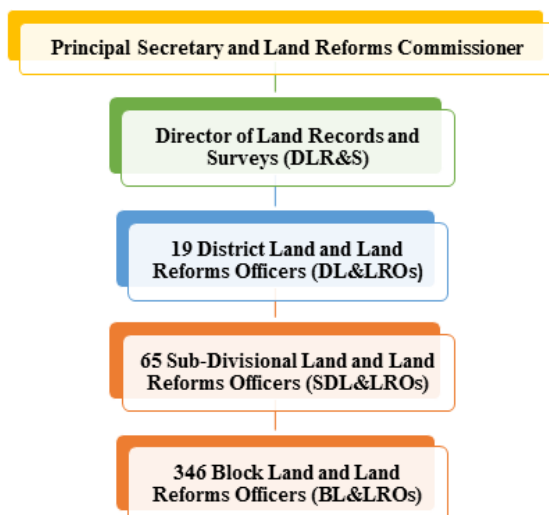 Principal Secretary and Land Reforms Commissioner
Director of Land Records and
Surveys (DLR&S)
19 District Land and Land
Reforms Officers (DL&LROs)
65 Sub-Divisional Land and Land
Reforms Officers (SDL&LROs)
346 Block Land and Land
Reforms Officers (BL&LROs)